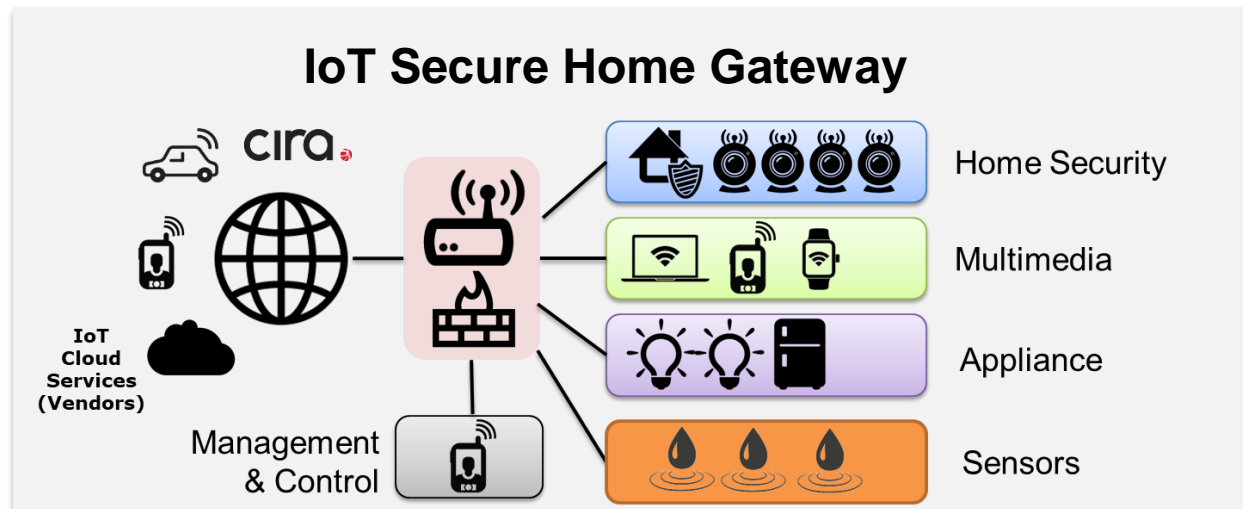 IoT Secure Home Gateway
cira
Home Security
Multimedia
IoT
Cloud
Services
(Vendors)
Appliance
Management
& Control
Sensors